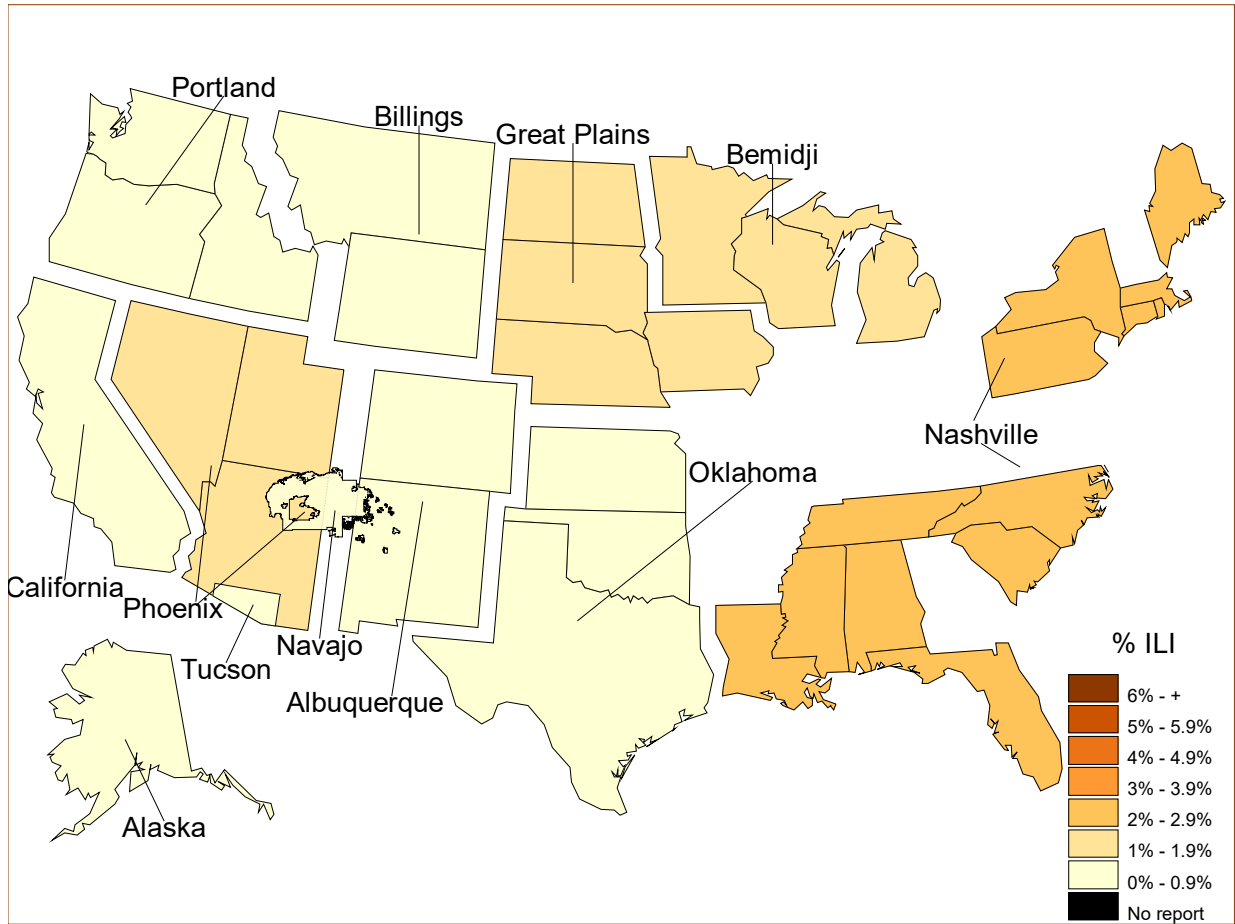 Portland
Billings
Great Plains
Bemidji
Nashville
Oklahoma
California
Phoenix
Navajo
Tucson
Albuquerque
Alaska
% ILI
6% - +
5% - 5.9%
4% - 4.9%
3% - 3.9%
2% - 2.9%
1% - 1.9%
0% - 0.9%
No report